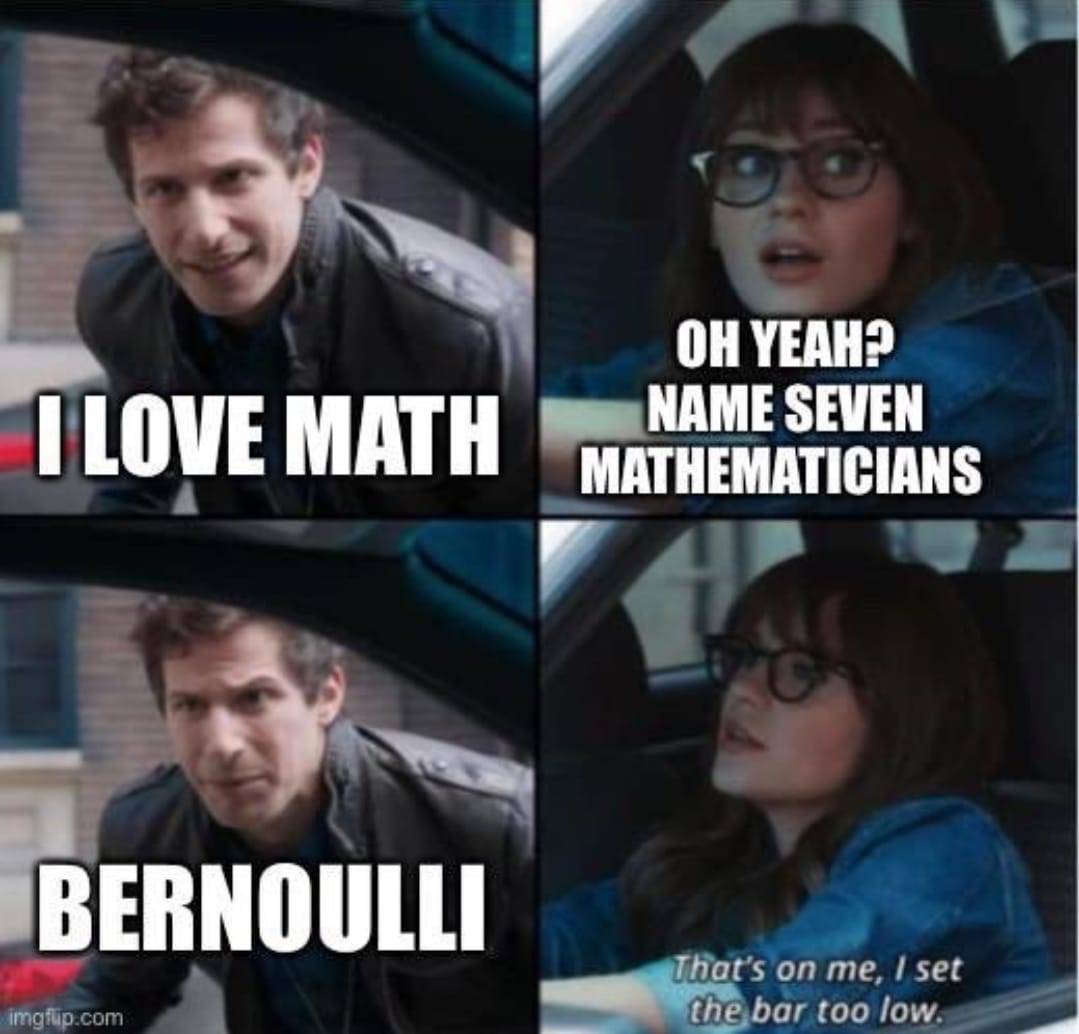 I LOVE MATH
OH YEAH?
NAME SEVEN
MATHEMATICIANS
BERNOULLI
That's on me, I set
the bar too low.
imgflip.com